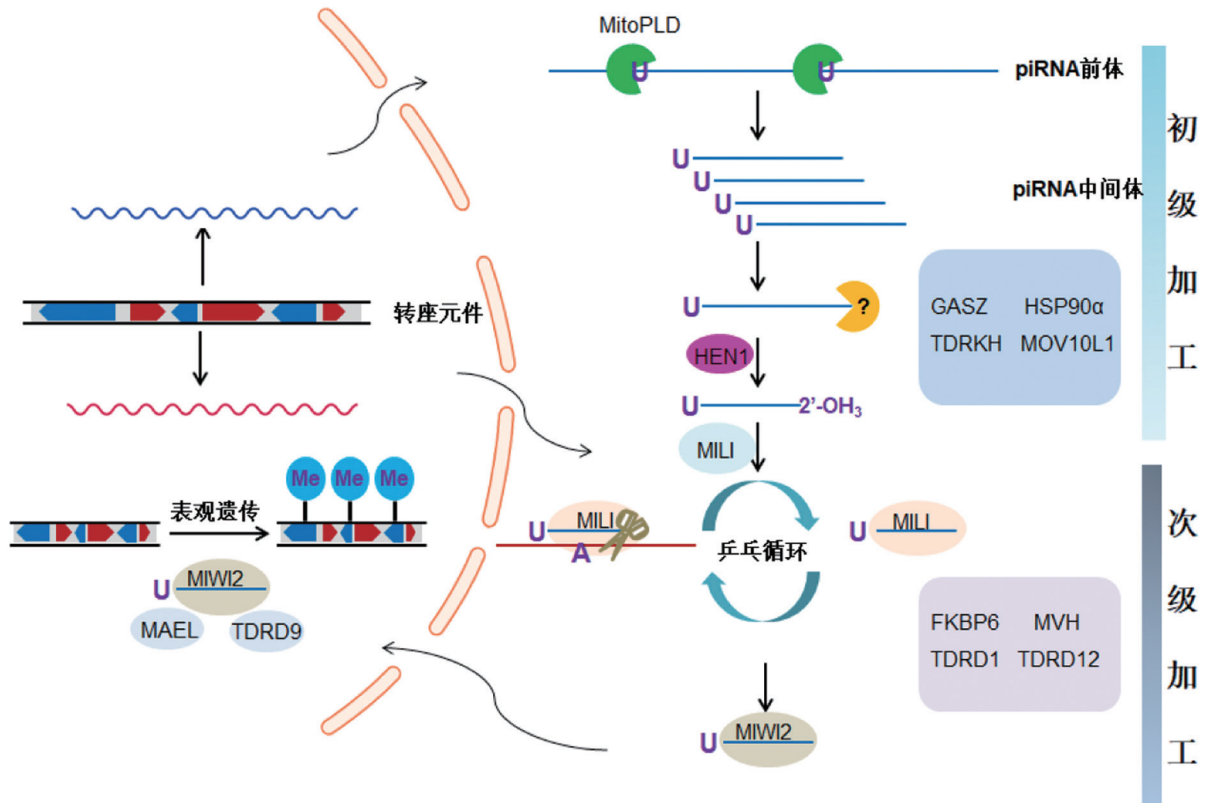 MitoPLD
U
U
piRNA前体
初级加工
U
U
U
U
piRNA中间体
转座元件
U
?
GASZ HSP90α
TDRKH MOV10L1
HEN1
U
2’-OH₃
MILI
Me Me Me
表观遗传
U
MILI
A
乒乓循环
U
MILI
次级加工
U
MIWI2
MAEL
TDRD9
FKBP6 MVH
TDRD1 TDRD12
U
MIWI2